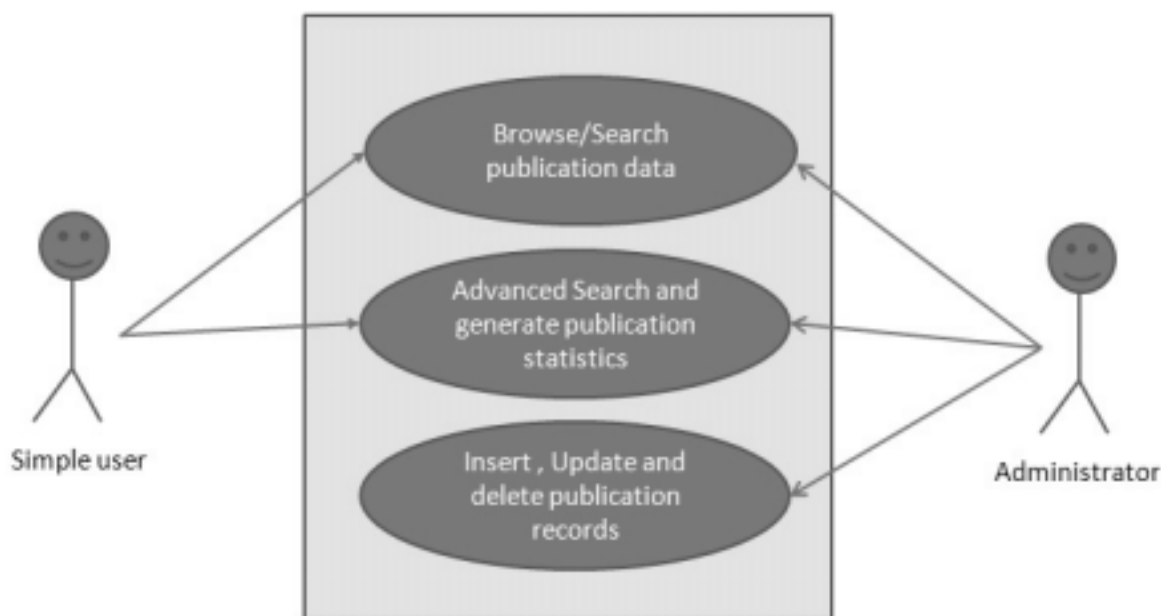 Browse/Search
publication data
Advanced Search and
generate publication
statistics
Simple user
Insert , Update and
delete publication
records
Administrator